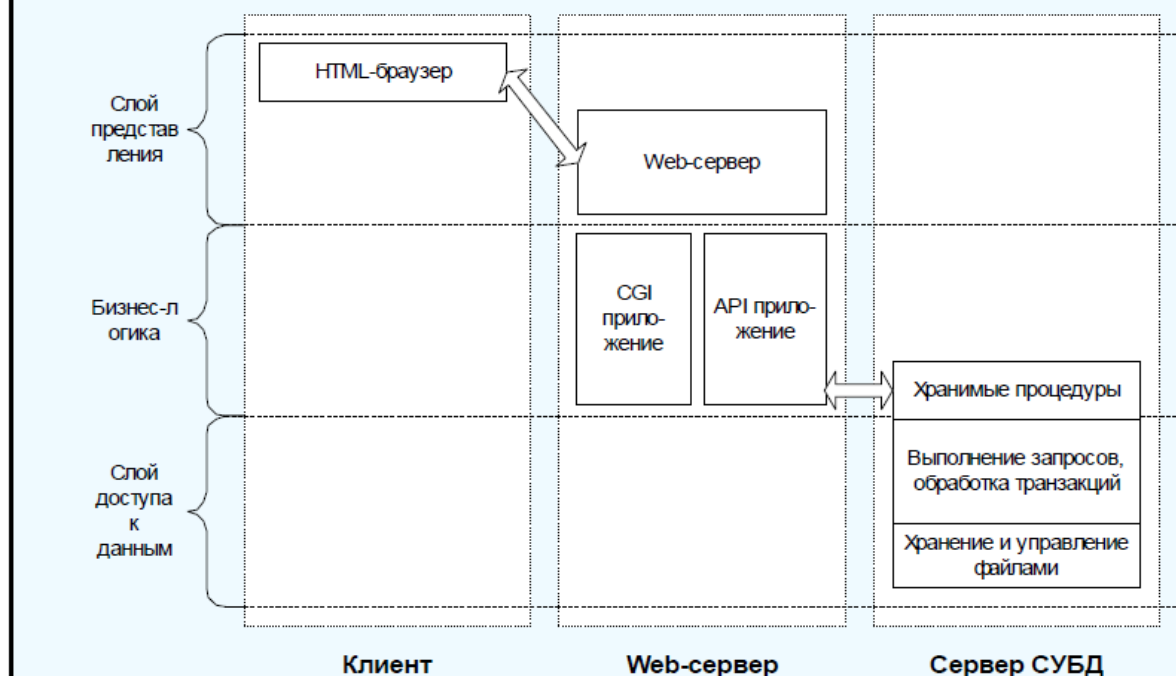 HTML-браузер
Слой
представ
ления
Web-сервер
Бизнес-л
огика
CGI
прило-
жение
API прило-
жение
Хранимые процедуры
Слой
доступа
к
данным
Выполнение запросов,
обработка транзакций
Хранение и управление
файлами
Клиент
Web-сервер
Сервер СУБД